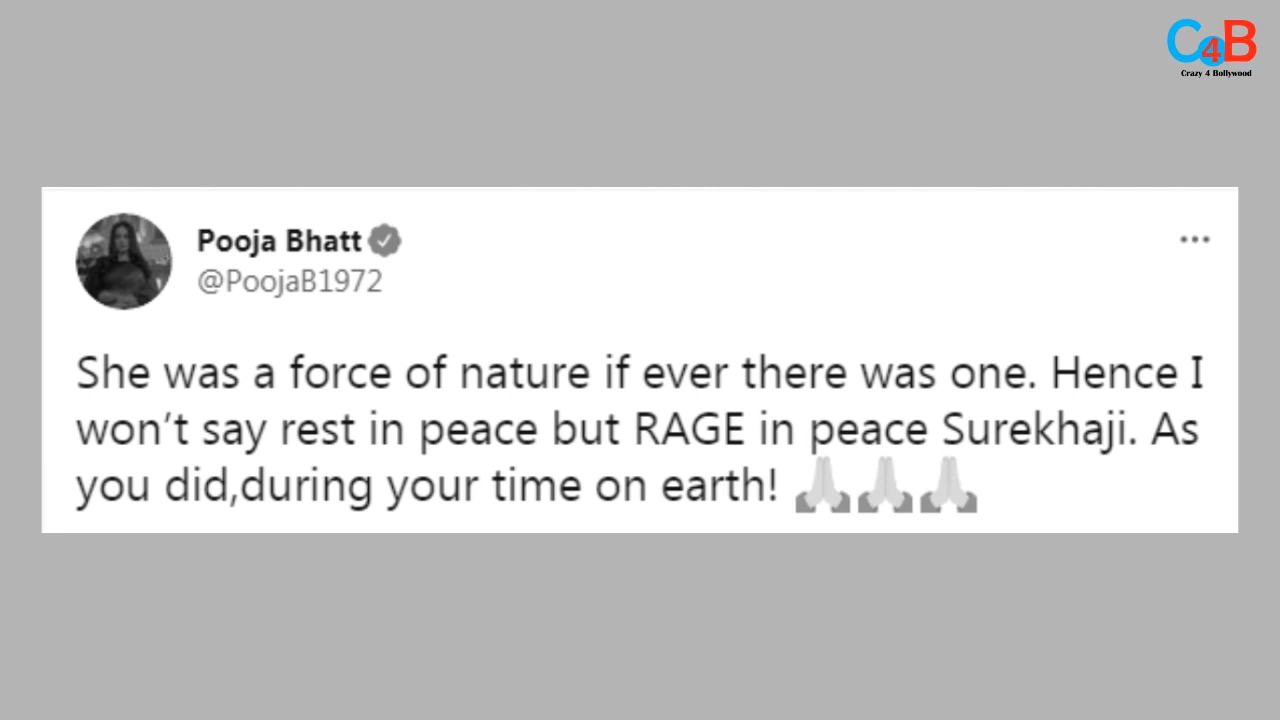 C4B
Crazy 4 Bollywood
Pooja Bhatt
@PoojaB1972
She was a force of nature if ever there was one. Hence I
won’t say rest in peace but RAGE in peace Surekhaji. As
you did,during your time on earth! 🙏🙏🙏